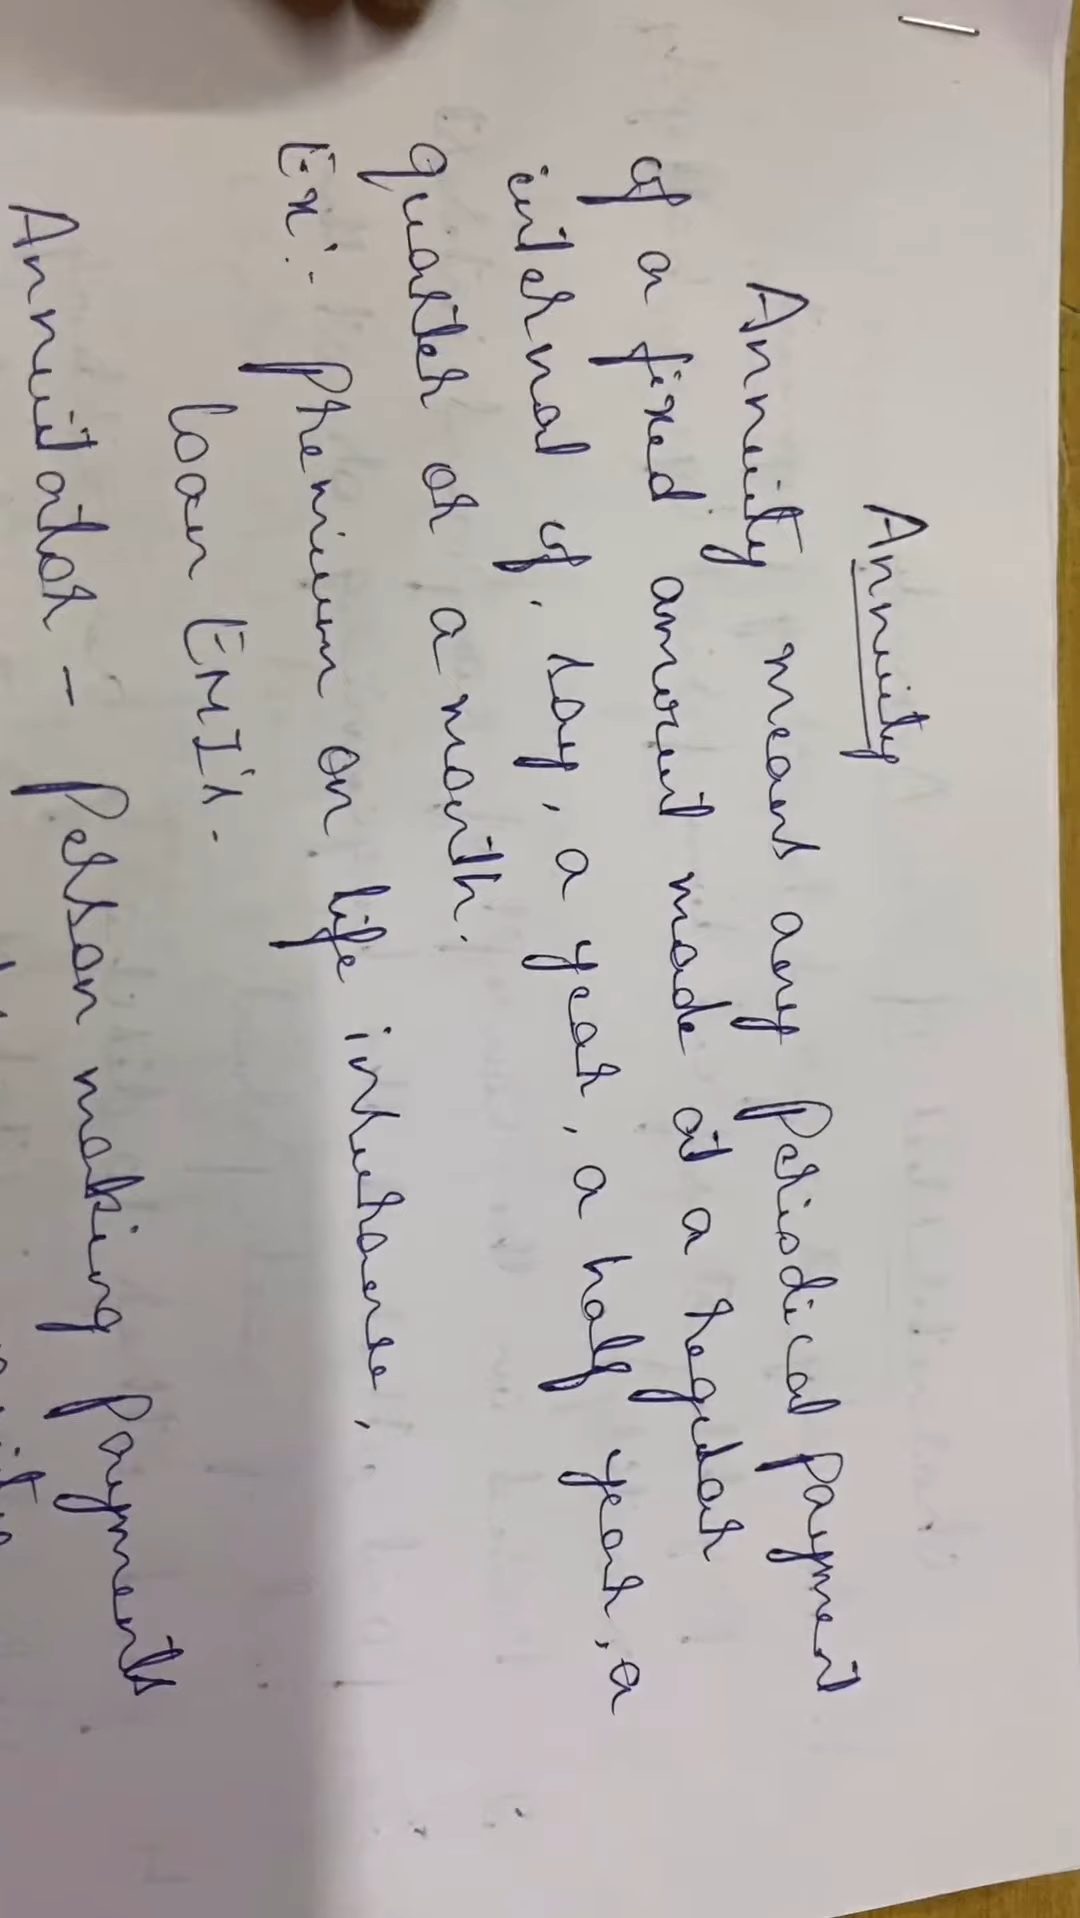 Annuity
Annuity means any periodical payment
of a fixed amount made at a regular
internal of, say, a year, a half year, a
quarter or a month.
Ex:- Premium on life insurance,
loan EMI's.
Annuitator - Person making payments